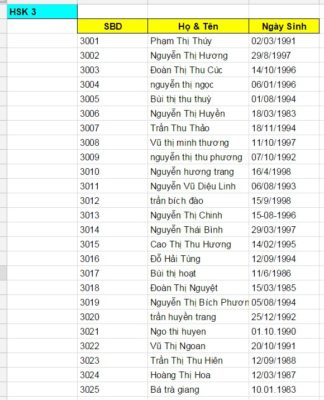 HSK 3
SBD Họ & Tên Ngày Sinh
3001 Phạm Thị Thúy 02/03/1991
3002 Nguyễn Thị Hương 29/8/1997
3003 Đoàn Thị Thu Cúc 14/10/1996
3004 nguyễn thị ngọc 06/01/1996
3005 Bùi thị thu thuỷ 01/08/1994
3006 Nguyễn Thị Huyền 18/03/1983
3007 Trần Thu Thảo 18/11/1994
3008 Vũ thị minh thương 11/10/1997
3009 nguyễn thị thu phương 07/10/1992
3010 Nguyễn hương trang 16/4/1998
3011 Nguyễn Vũ Diệu Linh 06/08/1993
3012 trần bích đào 15/9/1998
3013 Nguyễn Thị Chinh 15-08-1996
3014 Nguyễn Thái Bình 29/03/1997
3015 Cao Thị Thu Hương 14/02/1995
3016 Đỗ Hải Tùng 12/09/1994
3017 Bùi thị hoạt 11/6/1986
3018 Đoàn Thị Nguyệt 15/03/1985
3019 Nguyễn Thị Bích Phượn 05/08/1994
3020 trần huyền trang 25/12/1992
3021 Ngo thi huyen 01.10.1990
3022 Vũ Thị Ngoan 20/10/1991
3023 Trần Thị Thu Hiền 12/09/1988
3024 Hoàng Thị Hoa 12/03/1987
3025 Bá trà giang 10.01.1983